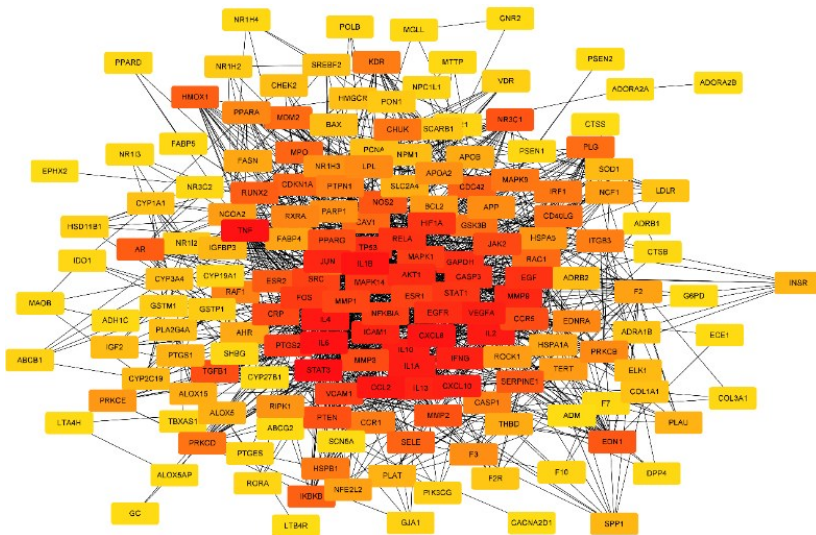 NR1H4
POLB
MGLL
CNR2
PPARD
NR1H2
SREBF2
KDR
MTTP
PSEN2
CHEK2
HMGCR
NPC1L1
VDR
ADORA2A
ADORA2B
HMOX1
PPARA
MDM2
PON1
BAX
CHUK
SCARB1
NR3C1
CTSS
FABP5
PCNA
NPM1
PSEN1
PLG
NR1I3
FASN
MPO
NR1H3
LPL
APOA2
APOB
SOD1
EPHX2
NR3C2
RUNX2
CDKN1A
PTPN1
SLC2A4
CDC42
MAPK9
IRF1
NCF1
LDLR
CYP1A1
NCOA2
RXRA
PARP1
NOS2
BCL2
APP
CD40LG
HSD11B1
TNF
CAV1
HIF1A
GSK3B
ADRB1
AR
NR1I2
IGFBP3
FABP4
PPARG
TP53
RELA
JAK2
HSPA5
ITGB3
IDO1
JUN
IL1B
MAPK1
GAPDH
RAC1
CTSB
CYP3A4
CYP19A1
ESR2
SRC
AKT1
CASP3
EGF
ADRB2
INSR
MAOB
GSTM1
RAF1
MAPK14
STAT1
F2
G6PD
ADH1C
GSTP1
FOS
MMP1
ESR1
MMP9
CRP
NFKBIA
EGFR
VEGFA
CCR5
EDNRA
ADRA1B
ECE1
IGF2
PLA2G4A
AHR
IL4
ICAM1
CXCL8
IL2
ABCB1
PTGS1
SHBG
PTGS2
IL6
IL10
IFNG
ROCK1
HSPA1A
PRKCB
ELK1
CYP2C19
CYP27B1
STAT3
MMP3
IL1A
TERT
TGFB1
ALOX15
CCL2
IL13
CXCL10
SERPINE1
COL1A1
COL3A1
PRKCE
ALOX5
RIPK1
PTEN
VCAM1
MMP2
CASP1
F7
PLAU
LTA4H
TBXAS1
ABCG2
CCR1
THBD
ADM
PRKCD
SCN5A
SELE
EDN1
PTGES
HSPB1
F3
ALOX5AP
RORA
PLAT
F2R
F10
DPP4
IKBKB
NFE2L2
PIK3CG
GC
LTB4R
GJA1
CACNA2D1
SPP1